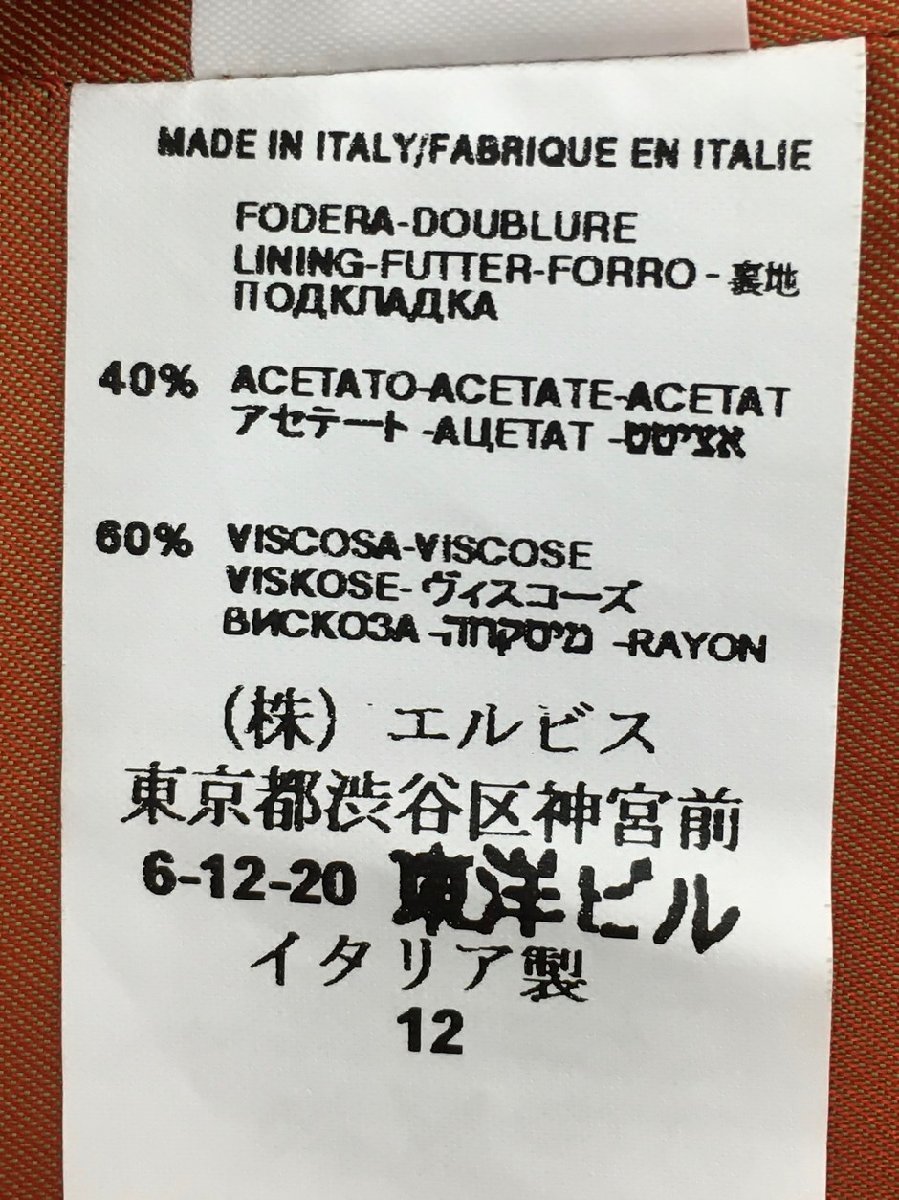 MADE IN ITALY/FABRIQUE EN ITALIE
FODERA-DOUBLURE
LINING-FUTTER-FORRO - 裏地
ПОДКЛАДКА
40% ACETATO-ACETATE-ACETAT
アセテート -АЦЕТАТ -אציטט
60% VISCOSA-VISCOSE
VISKOSE-ヴィスコーズ
ВИСКОЗА - -RAYON
(株) エルビス
東京都渋谷区神宮前
6-12-20 東洋ビル
イタリア製
12